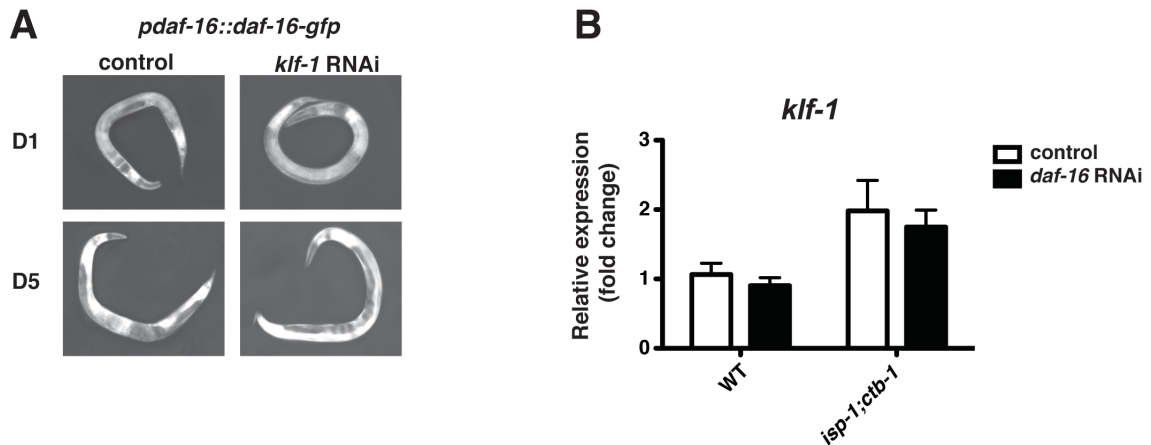 A
pdaf-16::daf-16-gfp
control
klf-1 RNAi
D1
D5
B
klf-1
Relative expression
(fold change)
3
2
1
0
WT
isp-1;ctb-1
control
daf-16 RNAi